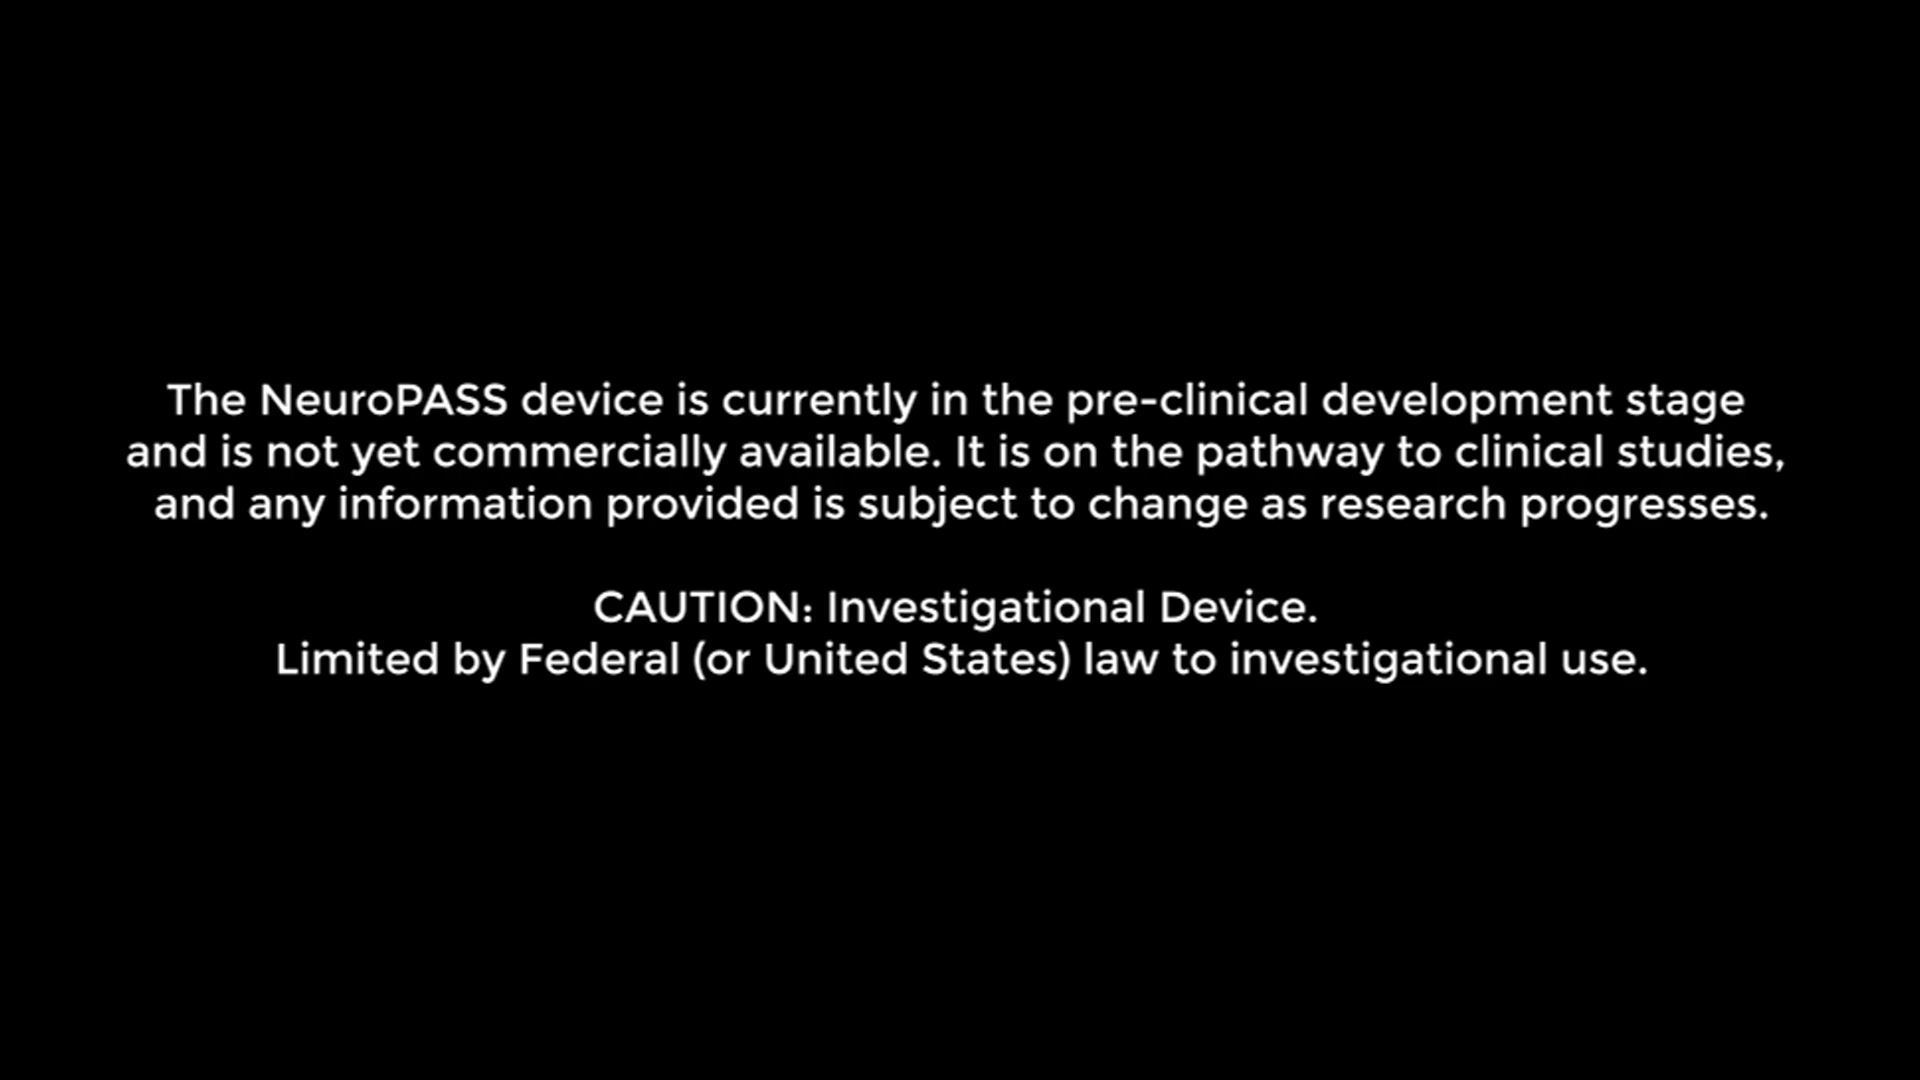 The NeuroPASS device is currently in the pre-clinical development stage
and is not yet commercially available. It is on the pathway to clinical studies,
and any information provided is subject to change as research progresses.
CAUTION: Investigational Device.
Limited by Federal (or United States) law to investigational use.